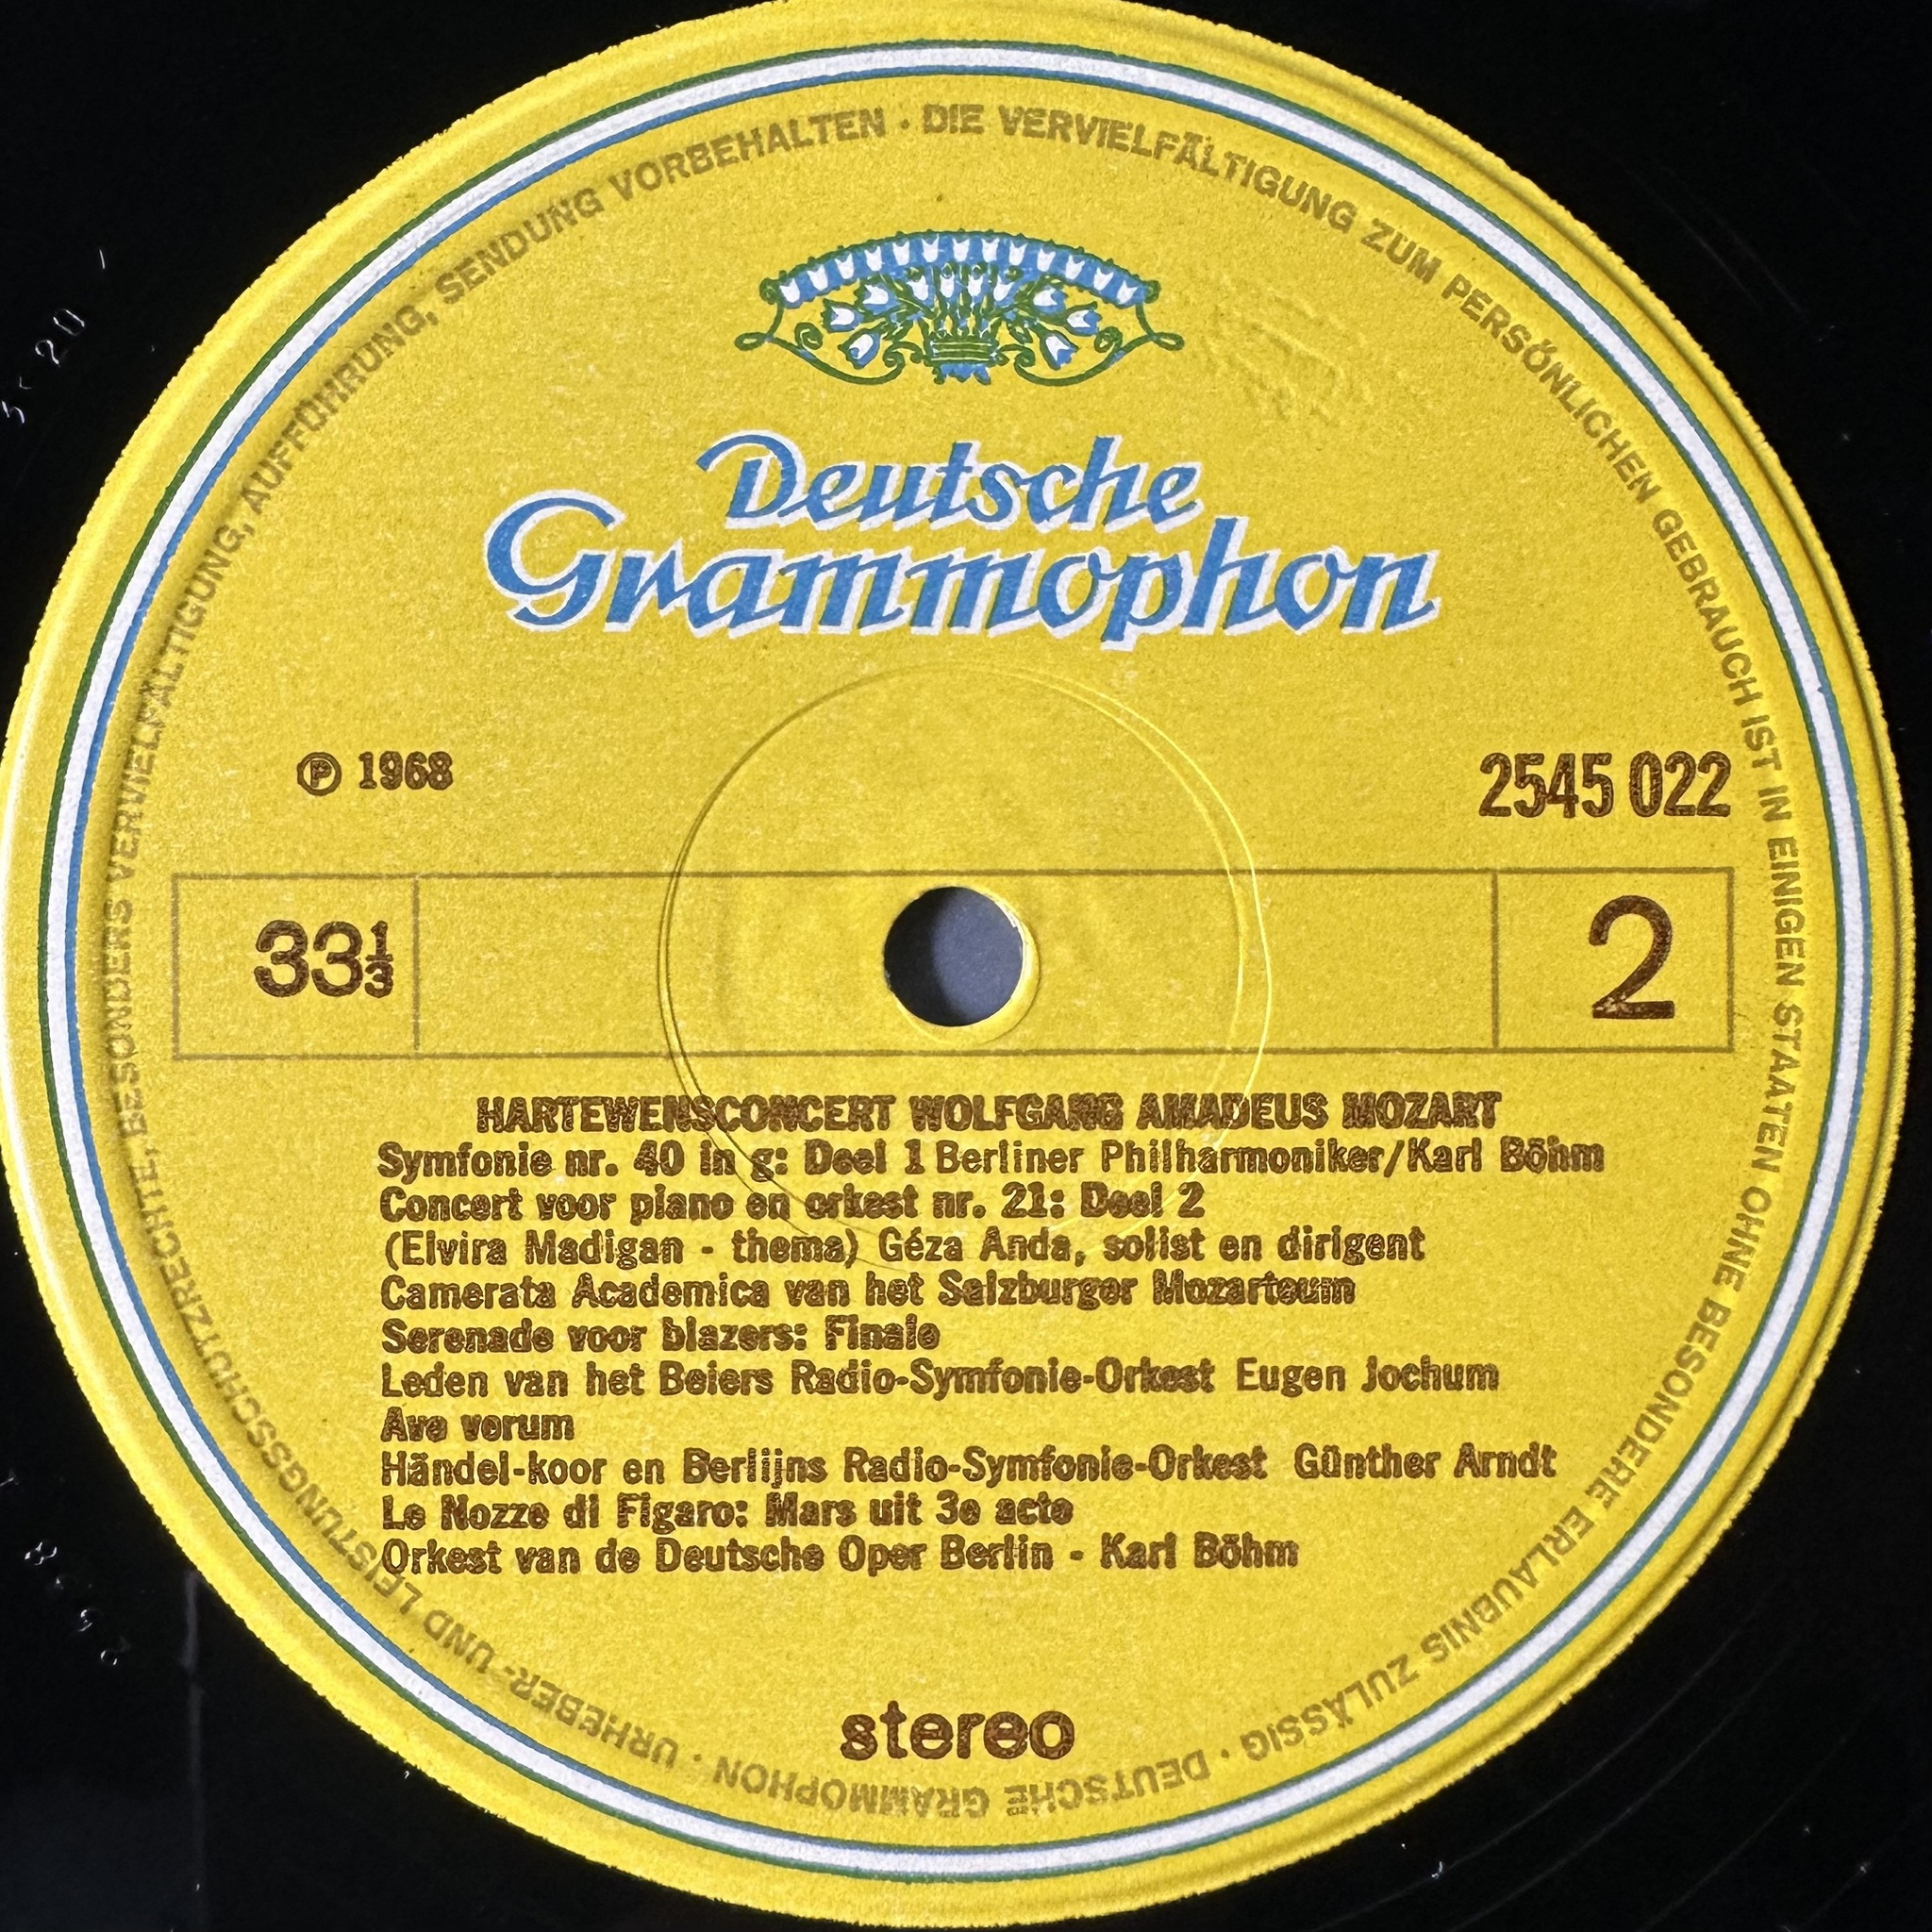 Deutsche
Grammophon
℗ 1968
2545 022
33⅓
2
HARTEWENSCONCERT WOLFGANG AMADEUS MOZART
Symfonie nr. 40 in g: Deel 1 Berliner Philharmoniker/Karl Böhm
Concert voor piano en orkest nr. 21: Deel 2
(Elvira Madigan - thema) Géza Anda, solist en dirigent
Camerata Academica van het Salzburger Mozarteum
Serenade voor blazers: Finale
Leden van het Beiers Radio-Symfonie-Orkest Eugen Jochum
Ave verum
Händel-koor en Berlijns Radio-Symfonie-Orkest Günther Arndt
Le Nozze di Figaro: Mars uit 3e acte
Orkest van de Deutsche Oper Berlin - Karl Böhm
stereo
DEUTSCHE GRAMMOPHON · URHEBER- UND LEISTUNGSSCHUTZRECHTE, BESONDERS VERVIELFÄLTIGUNG, AUFFÜHRUNG, SENDUNG VORBEHALTEN · DIE VERVIELFÄLTIGUNG ZUM PERSÖNLICHEN GEBRAUCH IST IN EINIGEN STAATEN OHNE BESONDERE ERLAUBNIS ZULÄSSIG ·